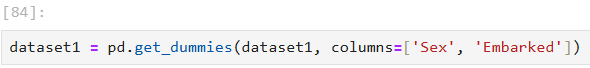 [84]:
dataset1 = pd.get_dummies(dataset1, columns=['Sex', 'Embarked'])